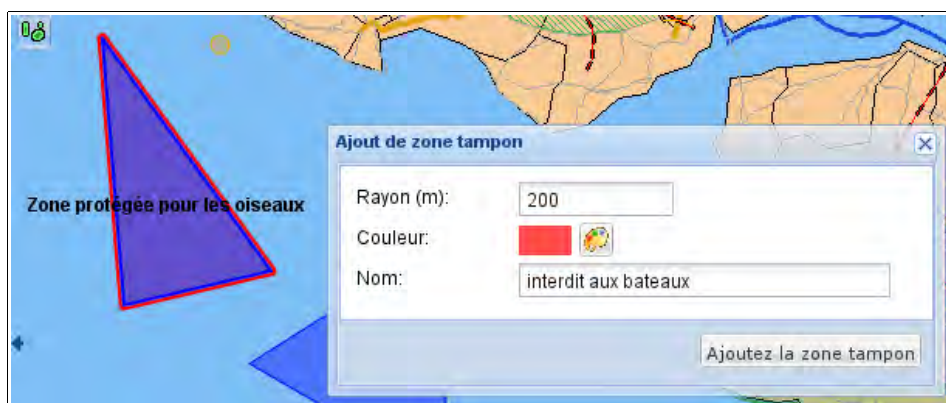 Zone protégée pour les oiseaux
Ajout de zone tampon
Rayon (m):
200
Couleur:
Nom:
interdit aux bateaux
Ajoutez la zone tampon